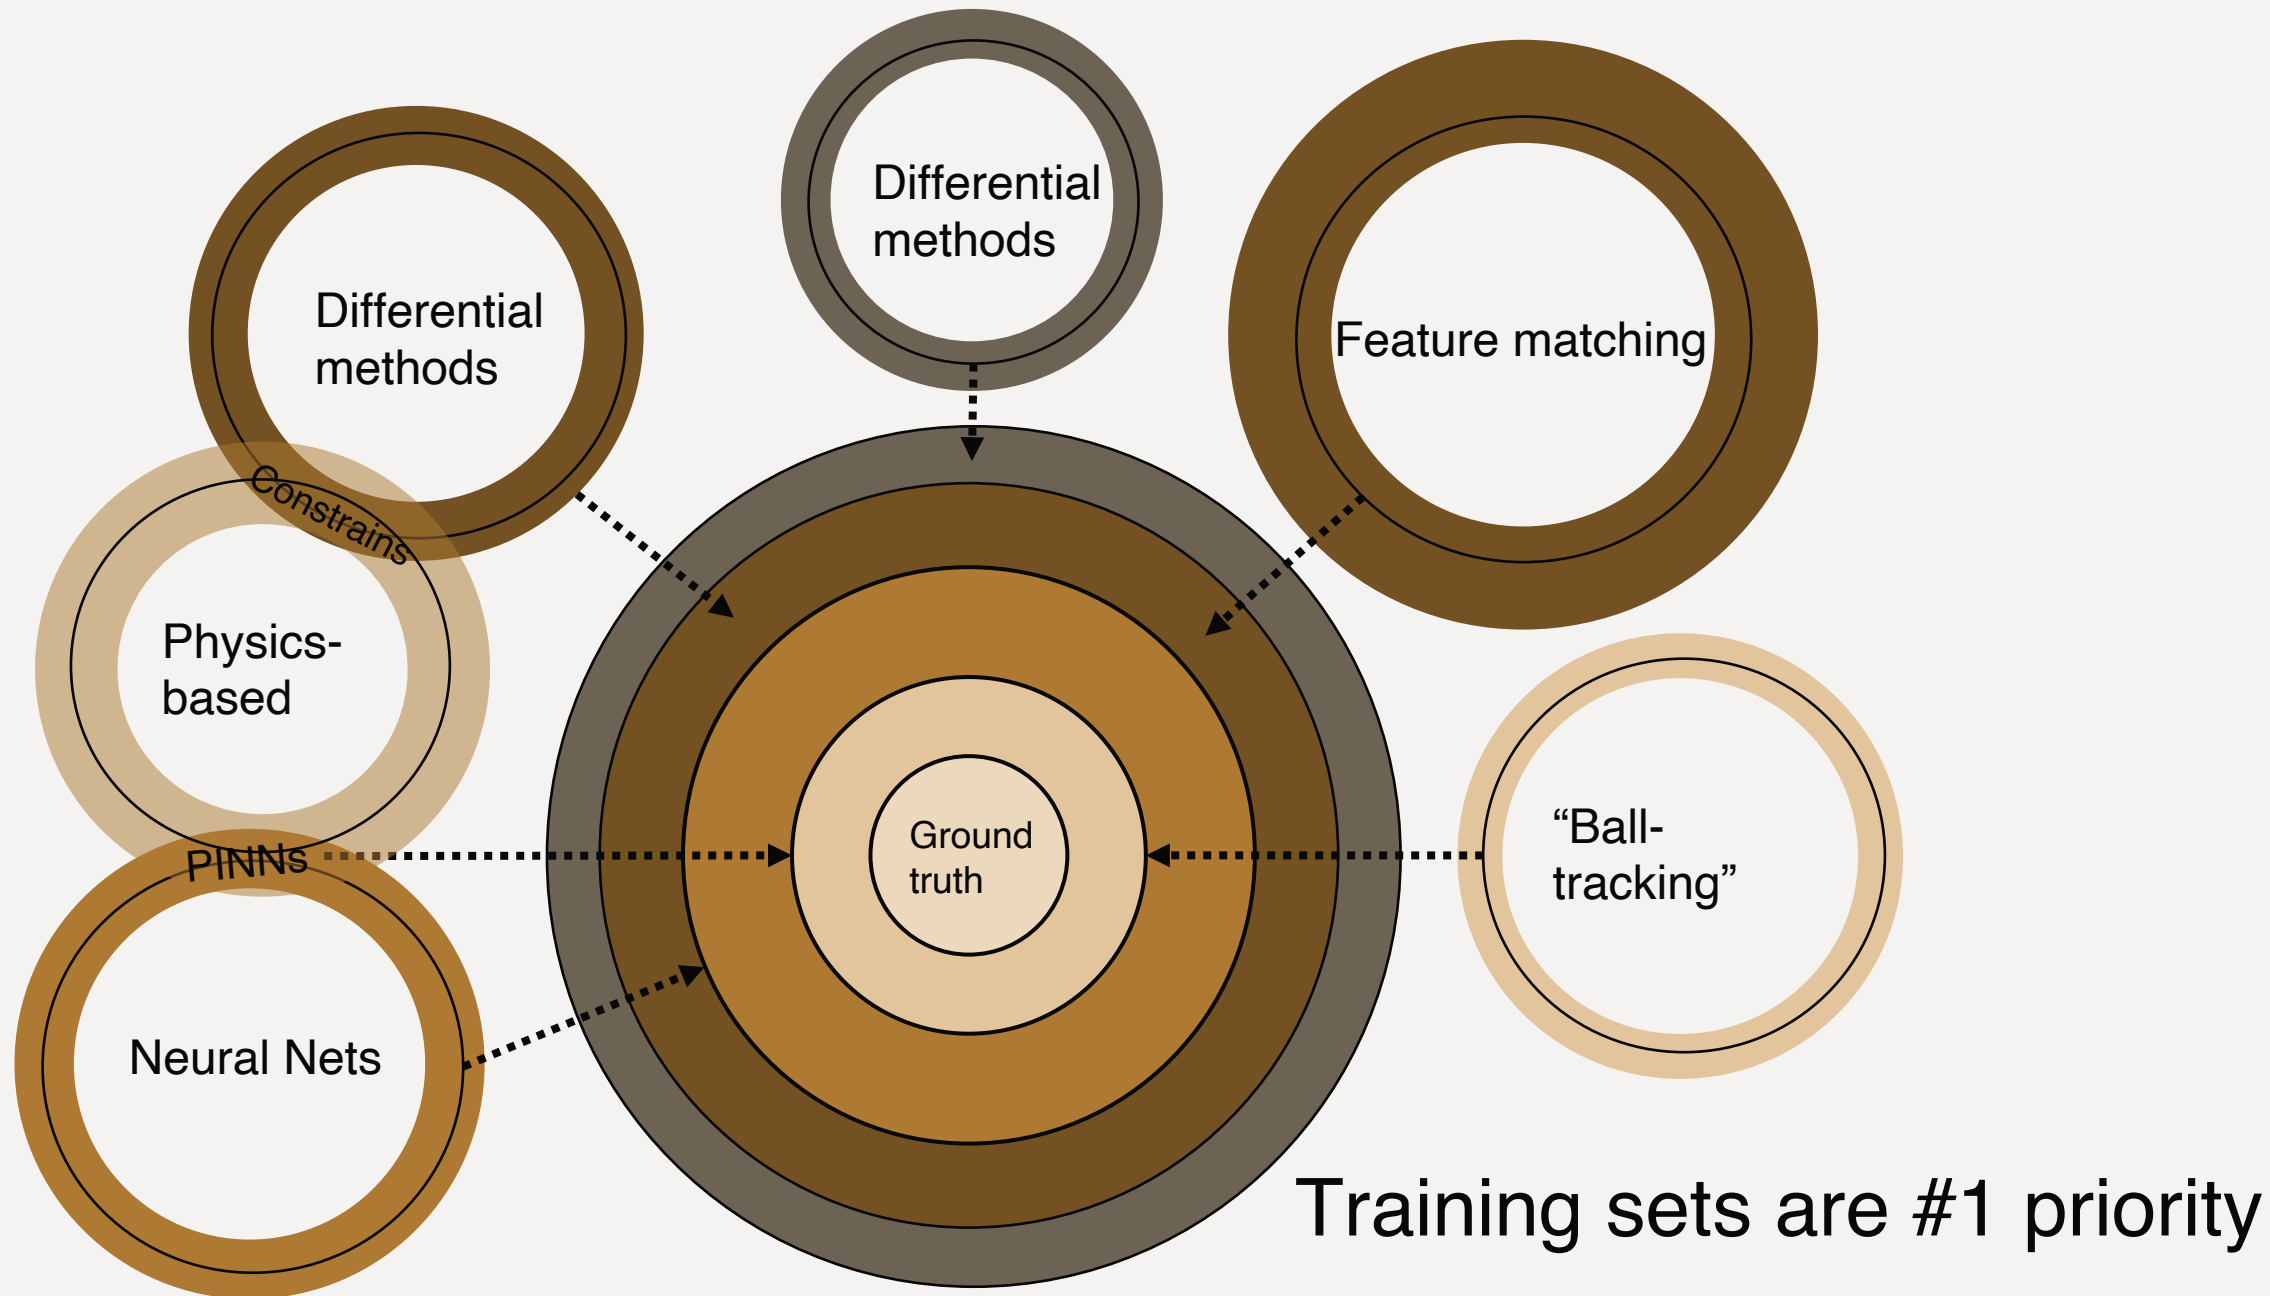 Differential
methods
Differential
methods
Feature matching
Constrains
Physics-
based
PINNs
Neural Nets
Ground
truth
“Ball-
tracking”
Training sets are #1 priority